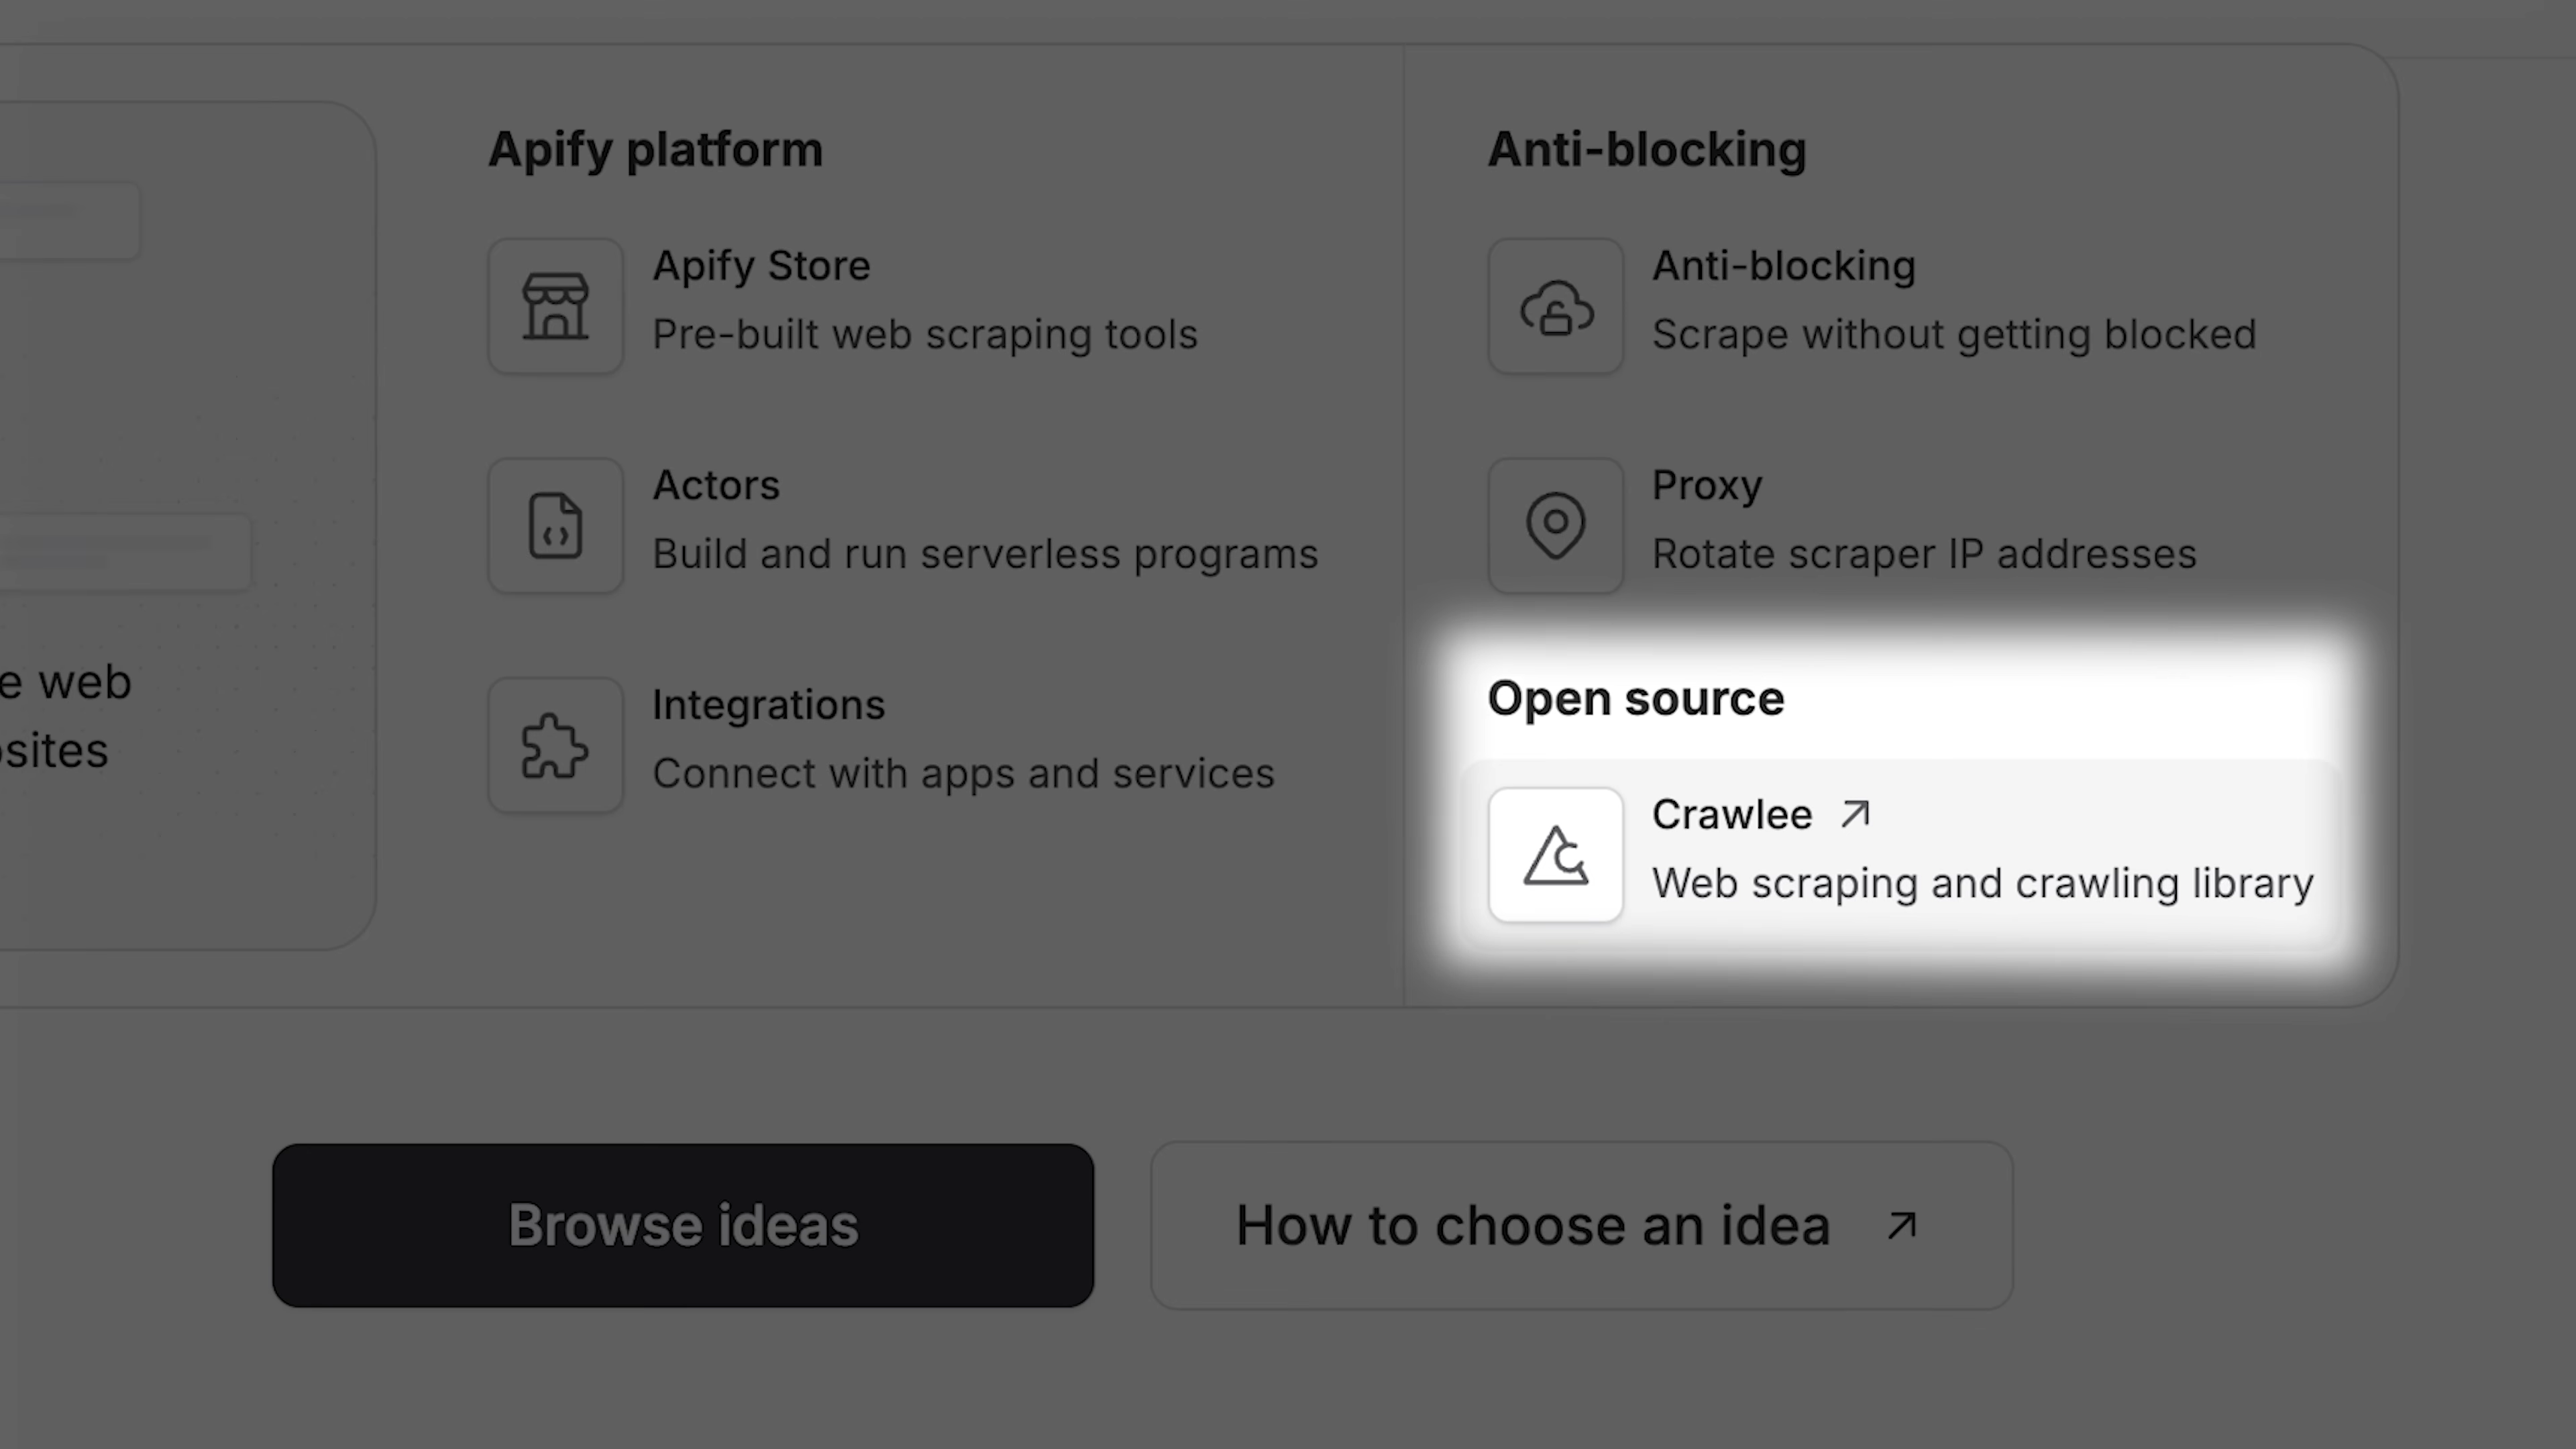 e web
sites
Apify platform
Apify Store
Pre-built web scraping tools
Actors
Build and run serverless programs
Integrations
Connect with apps and services
Anti-blocking
Anti-blocking
Scrape without getting blocked
Proxy
Rotate scraper IP addresses
Open source
Crawlee
Web scraping and crawling library
Browse ideas
How to choose an idea